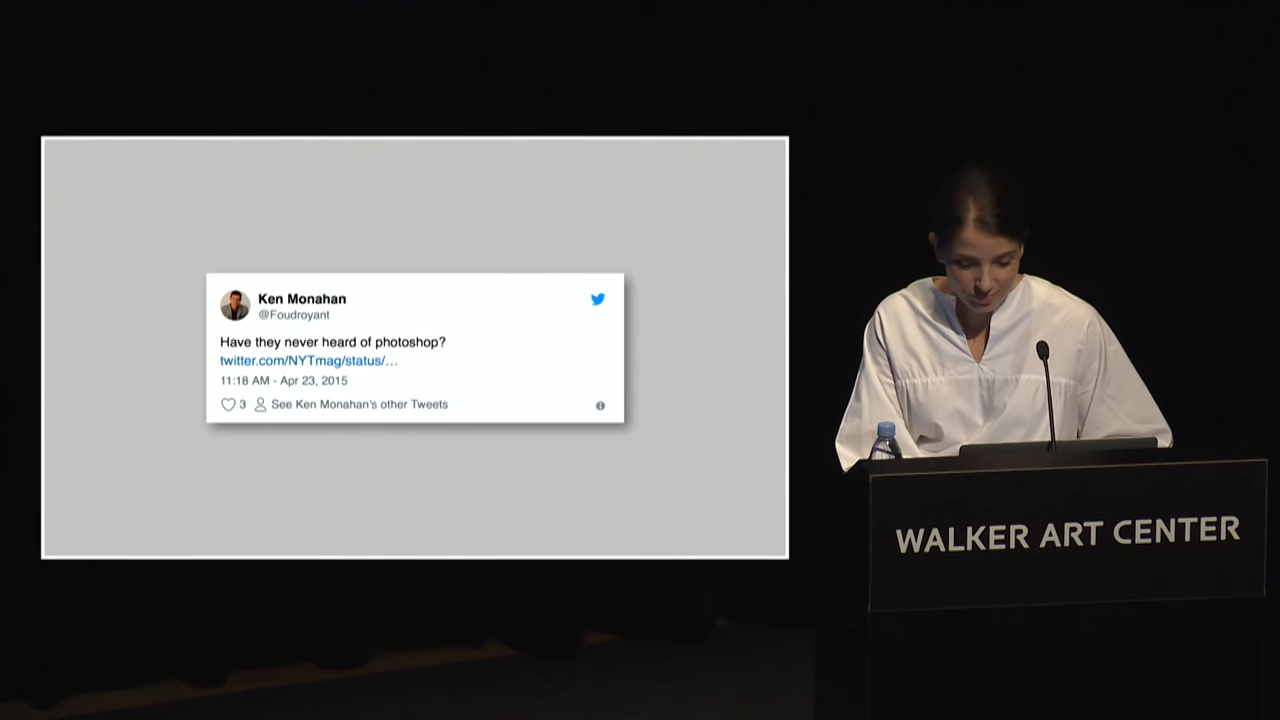 Ken Monahan
@Foudroyant
Have they never heard of photoshop?
twitter.com/NYTmag/status/…
11:18 AM - Apr 23, 2015
3 See Ken Monahan's other Tweets
WALKER ART CENTER